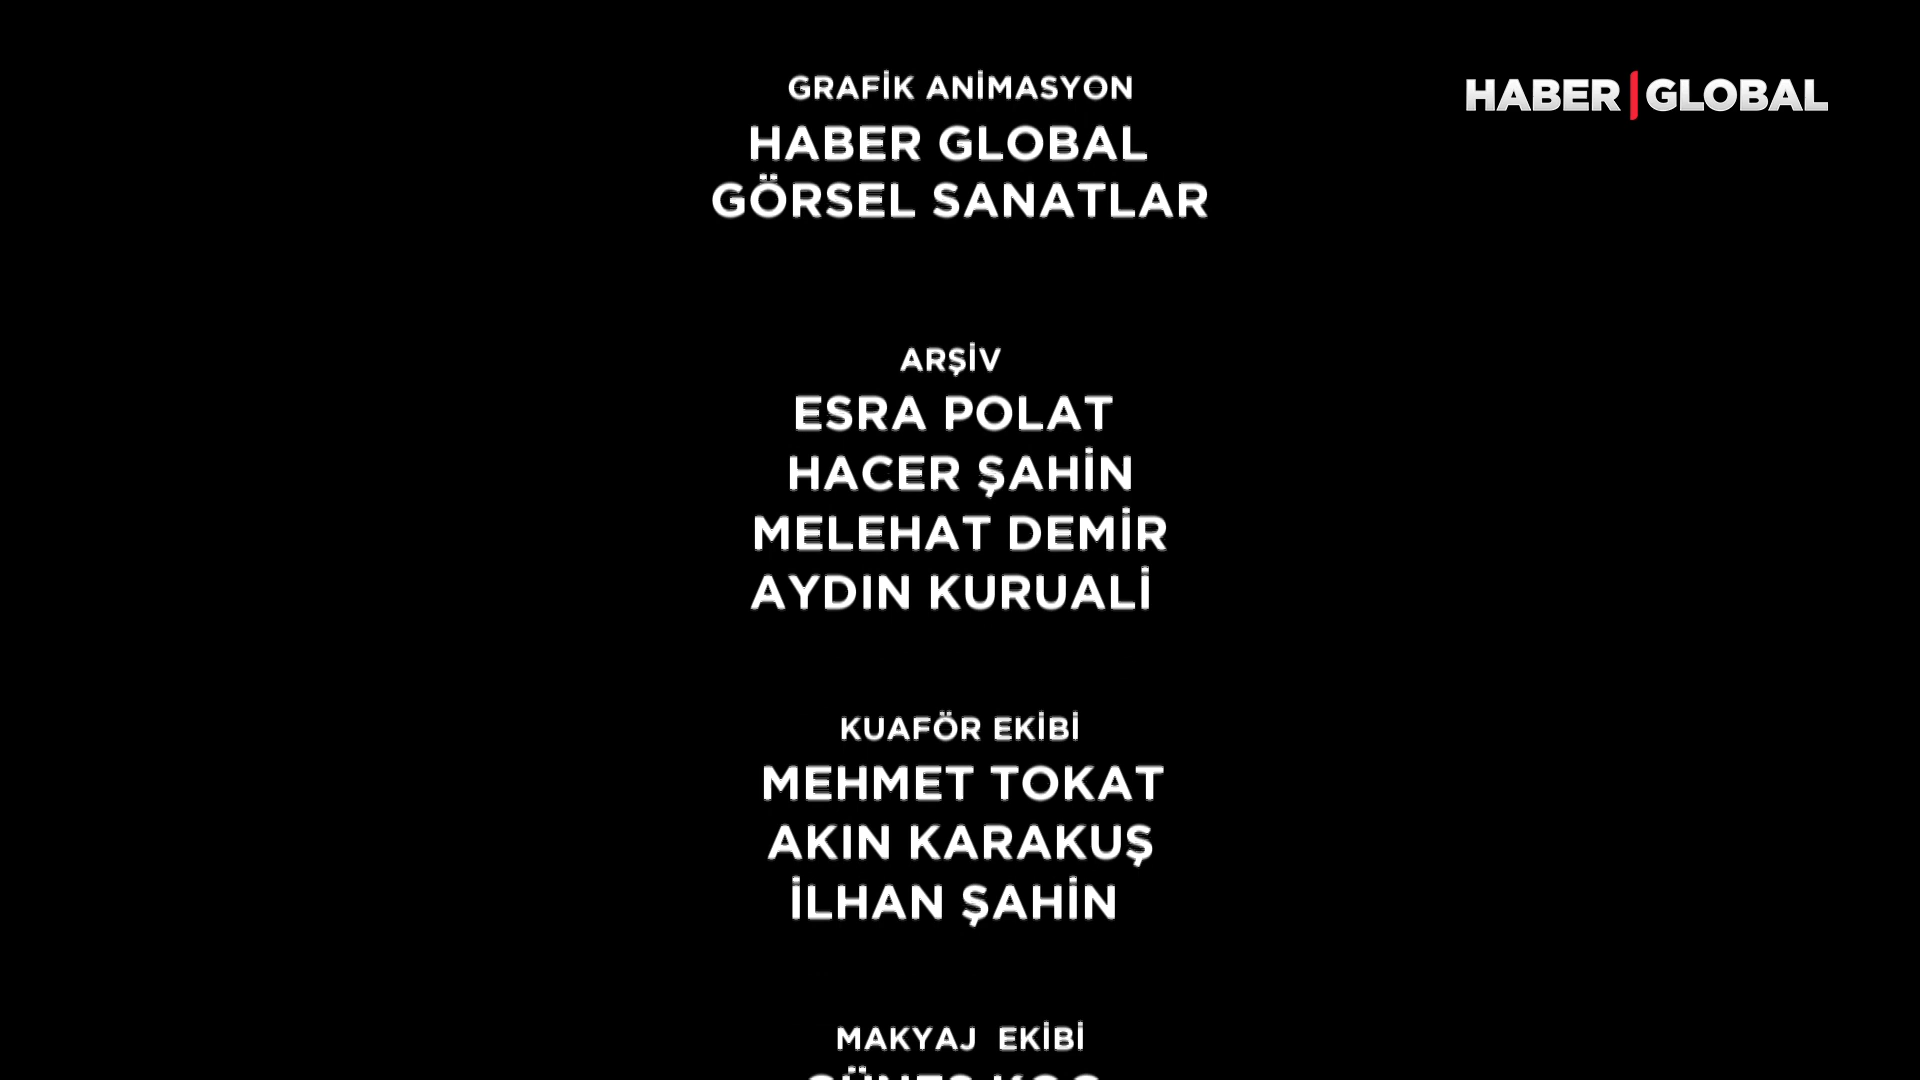 GRAFİK ANİMASYON
HABER GLOBAL
GÖRSEL SANATLAR
HABER GLOBAL
ARŞİV
ESRA POLAT
HACER ŞAHİN
MELEHAT DEMİR
AYDIN KURUALİ
KUAFÖR EKİBİ
MEHMET TOKAT
AKIN KARAKUŞ
İLHAN ŞAHİN
MAKYAJ EKİBİ